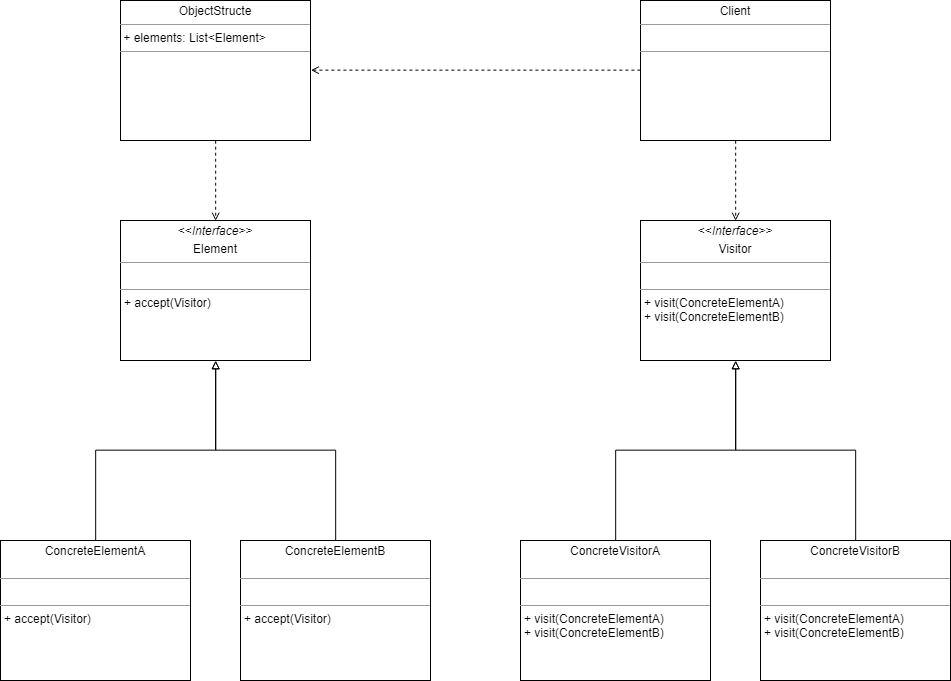 ObjectStructe
+ elements: List<Element>
Client
<<Interface>>
Element
+ accept(Visitor)
<<Interface>>
Visitor
+ visit(ConcreteElementA)
+ visit(ConcreteElementB)
ConcreteElementA
+ accept(Visitor)
ConcreteElementB
+ accept(Visitor)
ConcreteVisitorA
+ visit(ConcreteElementA)
+ visit(ConcreteElementB)
ConcreteVisitorB
+ visit(ConcreteElementA)
+ visit(ConcreteElementB)